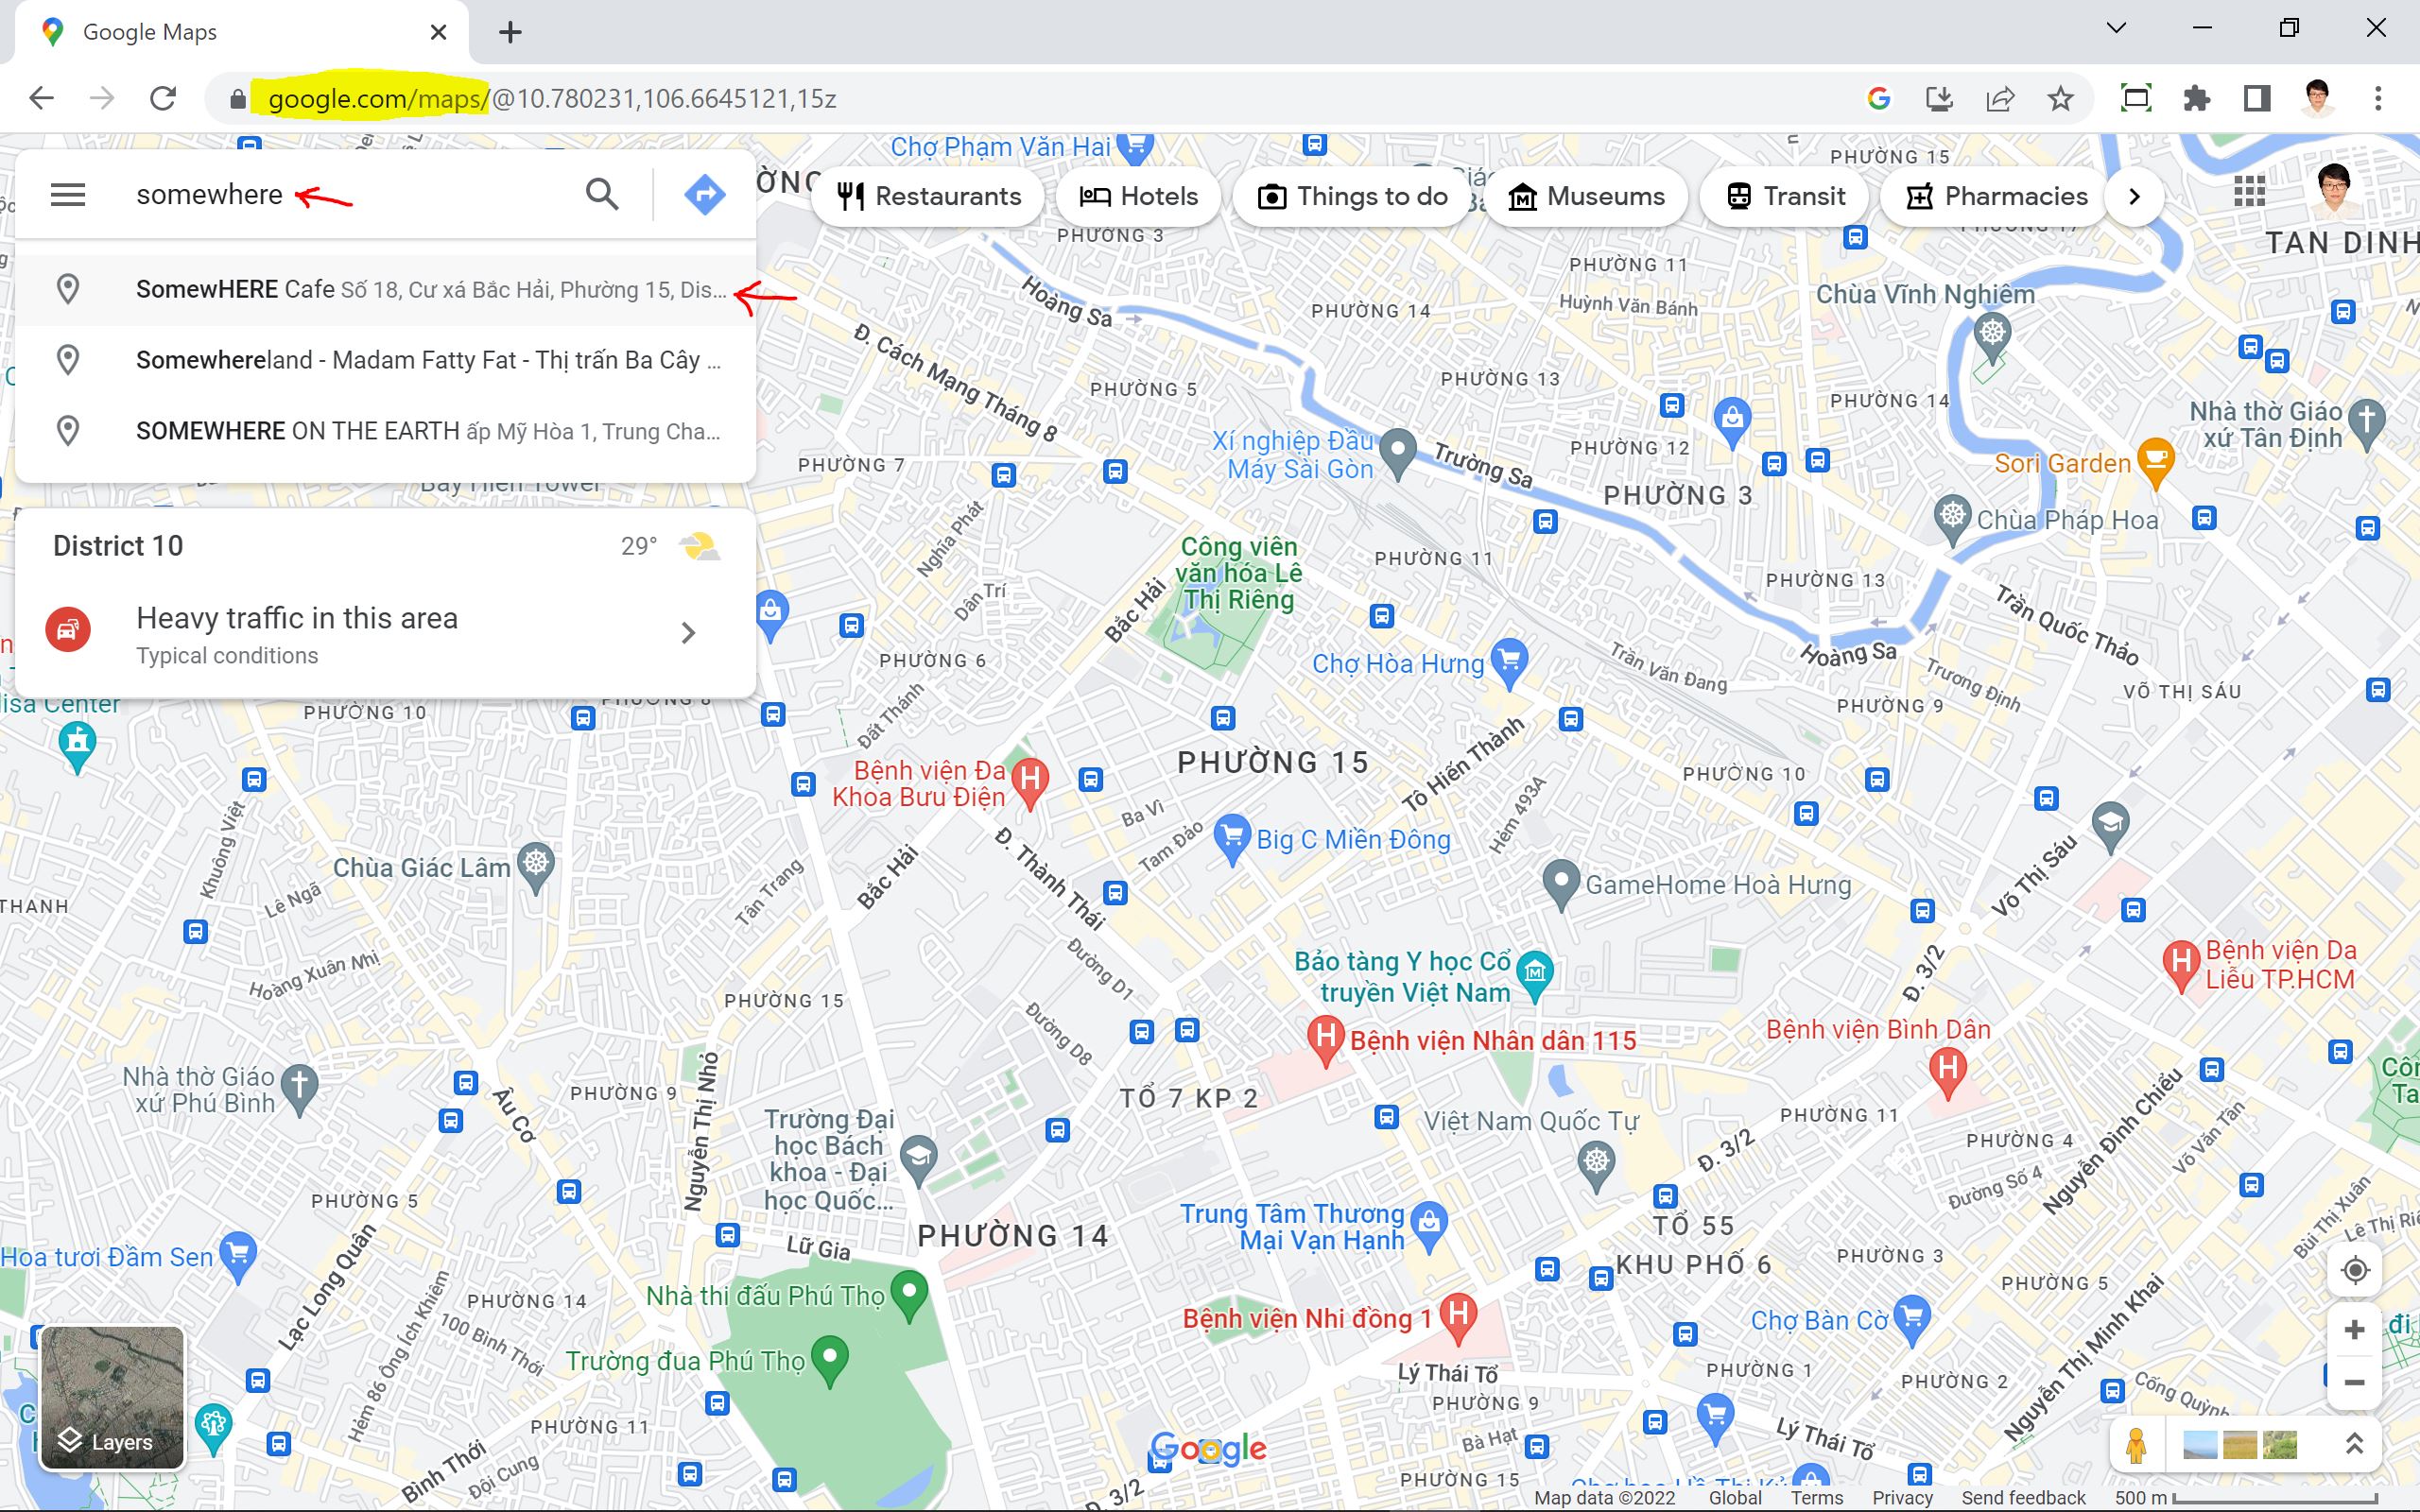 Google Maps
google.com/maps/@10.780231,106.6645121,15z
somewhere
Restaurants
Hotels
Things to do
Museums
Transit
Pharmacies
SomewHERE Cafe Số 18, Cư xá Bắc Hải, Phường 15, Dis...
Somewhereland - Madam Fatty Fat - Thị trấn Ba Cây ...
SOMEWHERE ON THE EARTH ấp Mỹ Hòa 1, Trung Cha...
District 10
29°
Heavy traffic in this area
Typical conditions
Chợ Phạm Văn Hai
PHƯỜNG 15
TAN DINH
PHƯỜNG 3
PHƯỜNG 11
Hoàng Sa
PHƯỜNG 14
Huỳnh Văn Bánh
Chùa Vĩnh Nghiêm
Đ. Cách Mạng Tháng 8
PHƯỜNG 5
PHƯỜNG 13
PHƯỜNG 14
Nhà thờ Giáo
xứ Tân Định
Xí nghiệp Đầu
Máy Sài Gòn
PHƯỜNG 12
Trường Sa
PHƯỜNG 7
Sori Garden
Bay Hien Tower
PHƯỜNG 3
Nghĩa Phát
Chùa Pháp Hoa
Công viên
văn hóa Lê
Thị Riêng
PHƯỜNG 11
PHƯỜNG 13
Dân Trí
Bắc Hải
Trần Quốc Thảo
Hoàng Sa
PHƯỜNG 6
Chợ Hòa Hưng
Trần Văn Đang
Trương Định
VÕ THỊ SÁU
PHƯỜNG 10
PHƯỜNG 8
Đất Thánh
PHƯỜNG 9
PHƯỜNG 15
Tô Hiến Thành
PHƯỜNG 10
Bệnh viện Đa
Khoa Bưu Điện
Ba Vì
Hẻm 493A
Khuông Việt
Tam Đảo
Big C Miền Đông
Chùa Giác Lâm
Bắc Hải
Đ. Thành Thái
Võ Thị Sáu
Lê Ngã
Tân Trang
GameHome Hoà Hưng
THANH
Hoàng Xuân Nhị
Đường D1
Bảo tàng Y học Cổ
truyền Việt Nam
Đ. 3/2
Bệnh viện Da
Liễu TP.HCM
PHƯỜNG 15
Đường D8
Bệnh viện Nhân dân 115
Bệnh viện Bình Dân
Nhà thờ Giáo
xứ Phú Bình
PHƯỜNG 9
TỔ 7 KP 2
Âu Cơ
Nguyễn Thị Nhỏ
Trường Đại
học Bách
khoa - Đại
học Quốc...
Việt Nam Quốc Tự
PHƯỜNG 11
PHƯỜNG 4
Nguyễn Đình Chiểu
Võ Văn Tần
Đ. 3/2
Đường Số 4
PHƯỜNG 5
PHƯỜNG 14
Trung Tâm Thương
Mại Vạn Hạnh
TỔ 55
KHU PHỐ 6
PHƯỜNG 3
Bùi Thị Xuân
Hoa tươi Đầm Sen
Lạc Long Quân
Lữ Gia
PHƯỜNG 5
Nhà thi đấu Phú Thọ
PHƯỜNG 14
Hẻm 86 Ông Ích Khiêm
100 Bình Thới
Bệnh viện Nhi đồng 1
Chợ Bàn Cờ
Nguyễn Thị Minh Khai
Trường đua Phú Thọ
Lý Thái Tổ
PHƯỜNG 1
PHƯỜNG 2
PHƯỜNG 9
Cống Quỳnh
PHƯỜNG 11
Bình Thới
Đội Cung
Bà Hạt
Lý Thái Tổ
PHƯỜNG 15
Đ. 3/2
Layers
Google
Map data ©2022
Global
Terms
Privacy
Send feedback
500 m